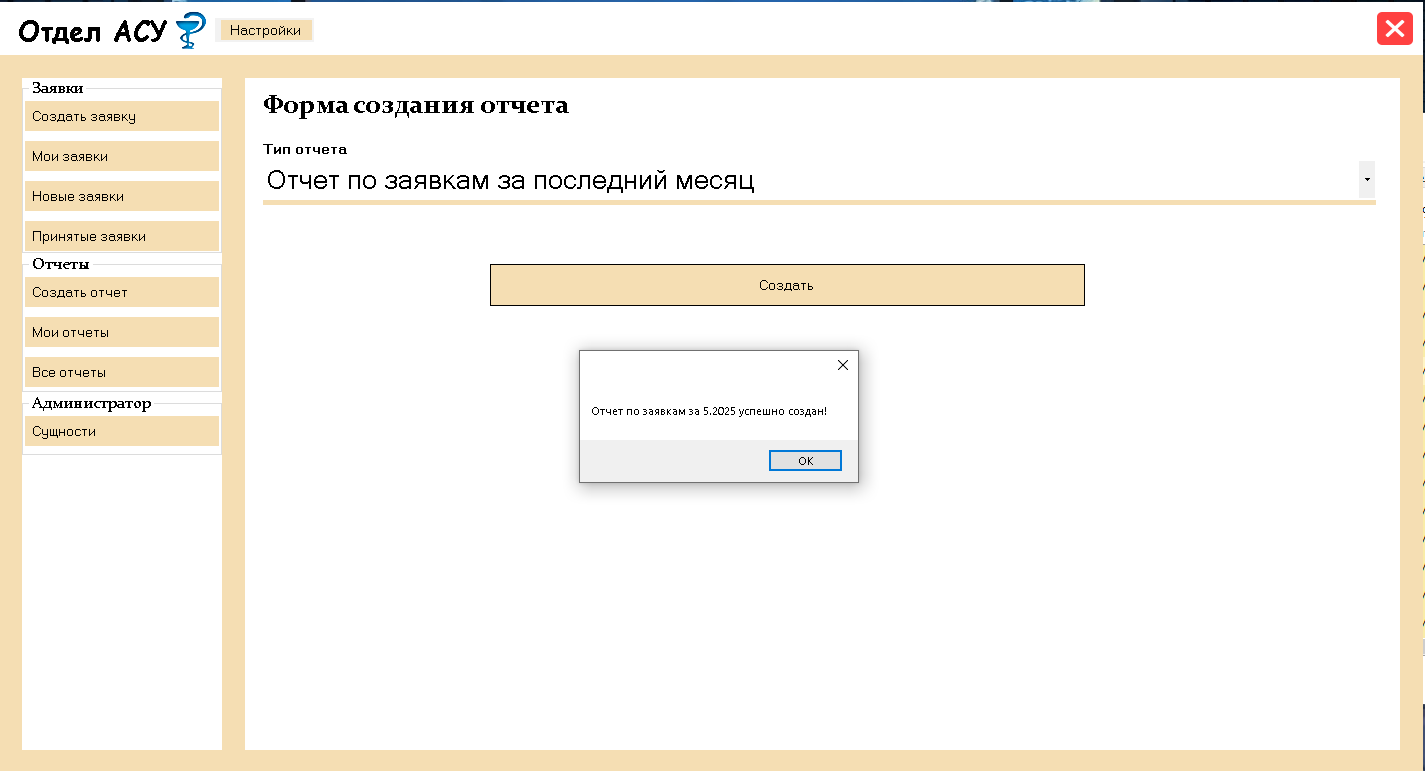 Отдел АСУ
Настройки
Заявки
Создать заявку
Мои заявки
Новые заявки
Принятые заявки
Отчеты
Создать отчет
Мои отчеты
Все отчеты
Администратор
Сущности
Форма создания отчета
Тип отчета
Отчет по заявкам за последний месяц
Создать
Отчет по заявкам за 5.2025 успешно создан!
ОК